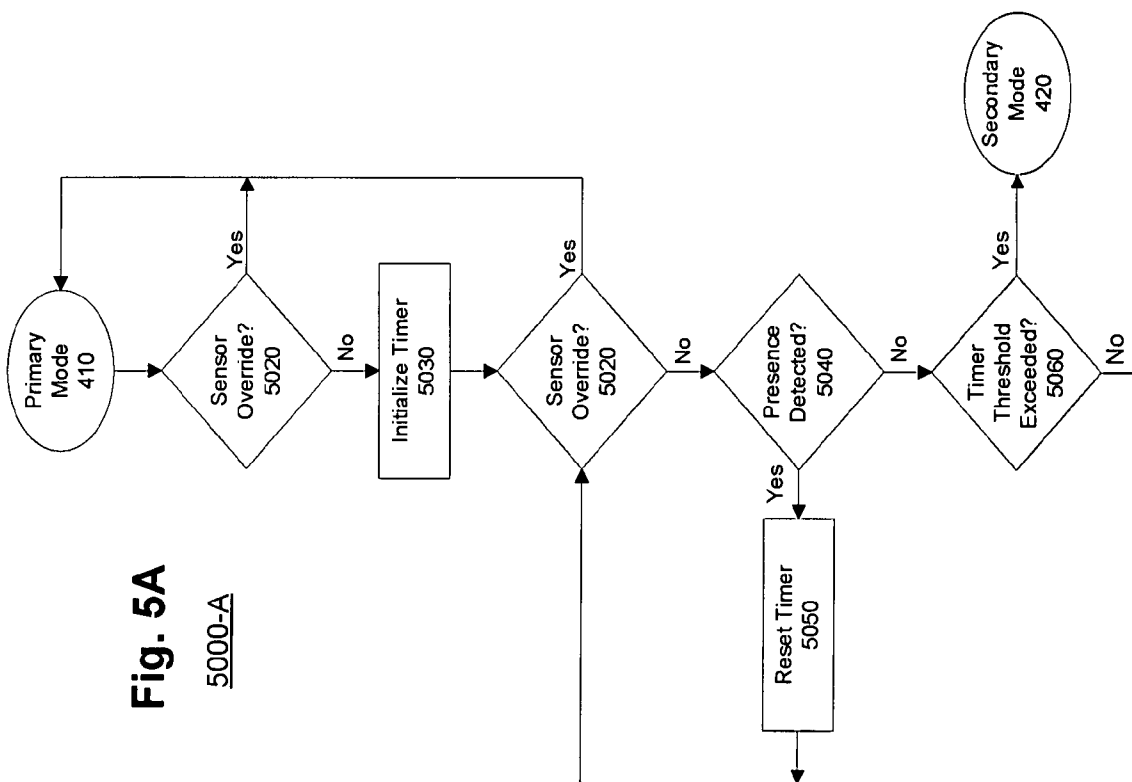 Fig. 5A
5000-A
Primary
Mode
410
Sensor
Override?
5020
Yes
No
Initialize Timer
5030
Sensor
Override?
5020
Yes
No
Presence
Detected?
5040
Yes
No
Reset Timer
5050
Timer
Threshold
Exceeded?
5060
Yes
No
Secondary
Mode
420